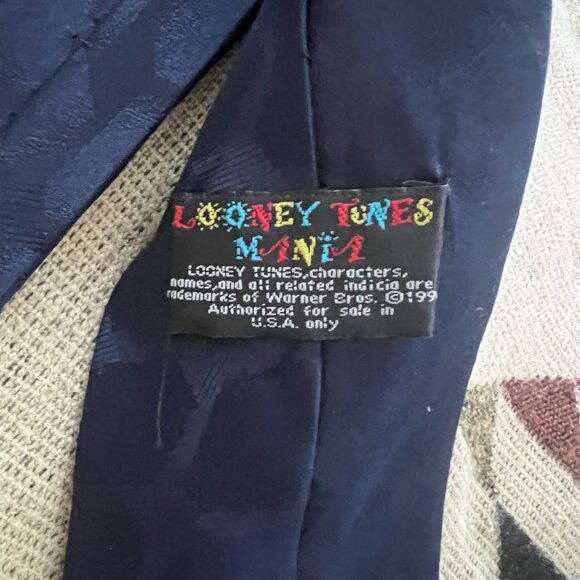 LOONEY TUNES
MANIA
LOONEY TUNES,characters,
names,and all related indicia are
rademarks of Warner Bros. ©199
Authorized for sale in
U.S.A. only